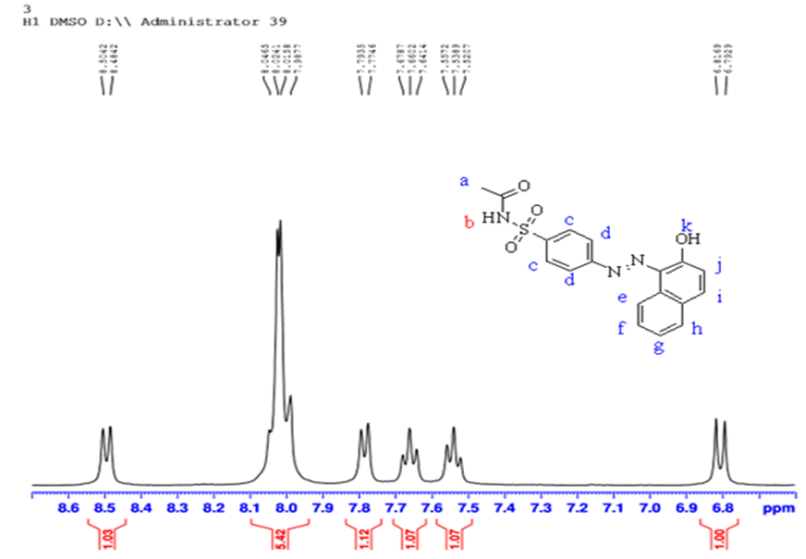 3
H1 DMSO D:\\ Administrator 39
8.5042
8.4842
8.0465
8.0241
8.0158
7.9877
7.7935
7.7746
7.6787
7.6602
7.6414
7.5572
7.5389
7.5207
6.8169
6.7929
a
O
b HN
S
O
O
c
d
c
d
N
N
k
OH
j
e
i
f
h
g
8.6 8.5 8.4 8.3 8.2 8.1 8.0 7.9 7.8 7.7 7.6 7.5 7.4 7.3 7.2 7.1 7.0 6.9 6.8 ppm
1.03
5.42
1.12
1.07
1.07
1.00